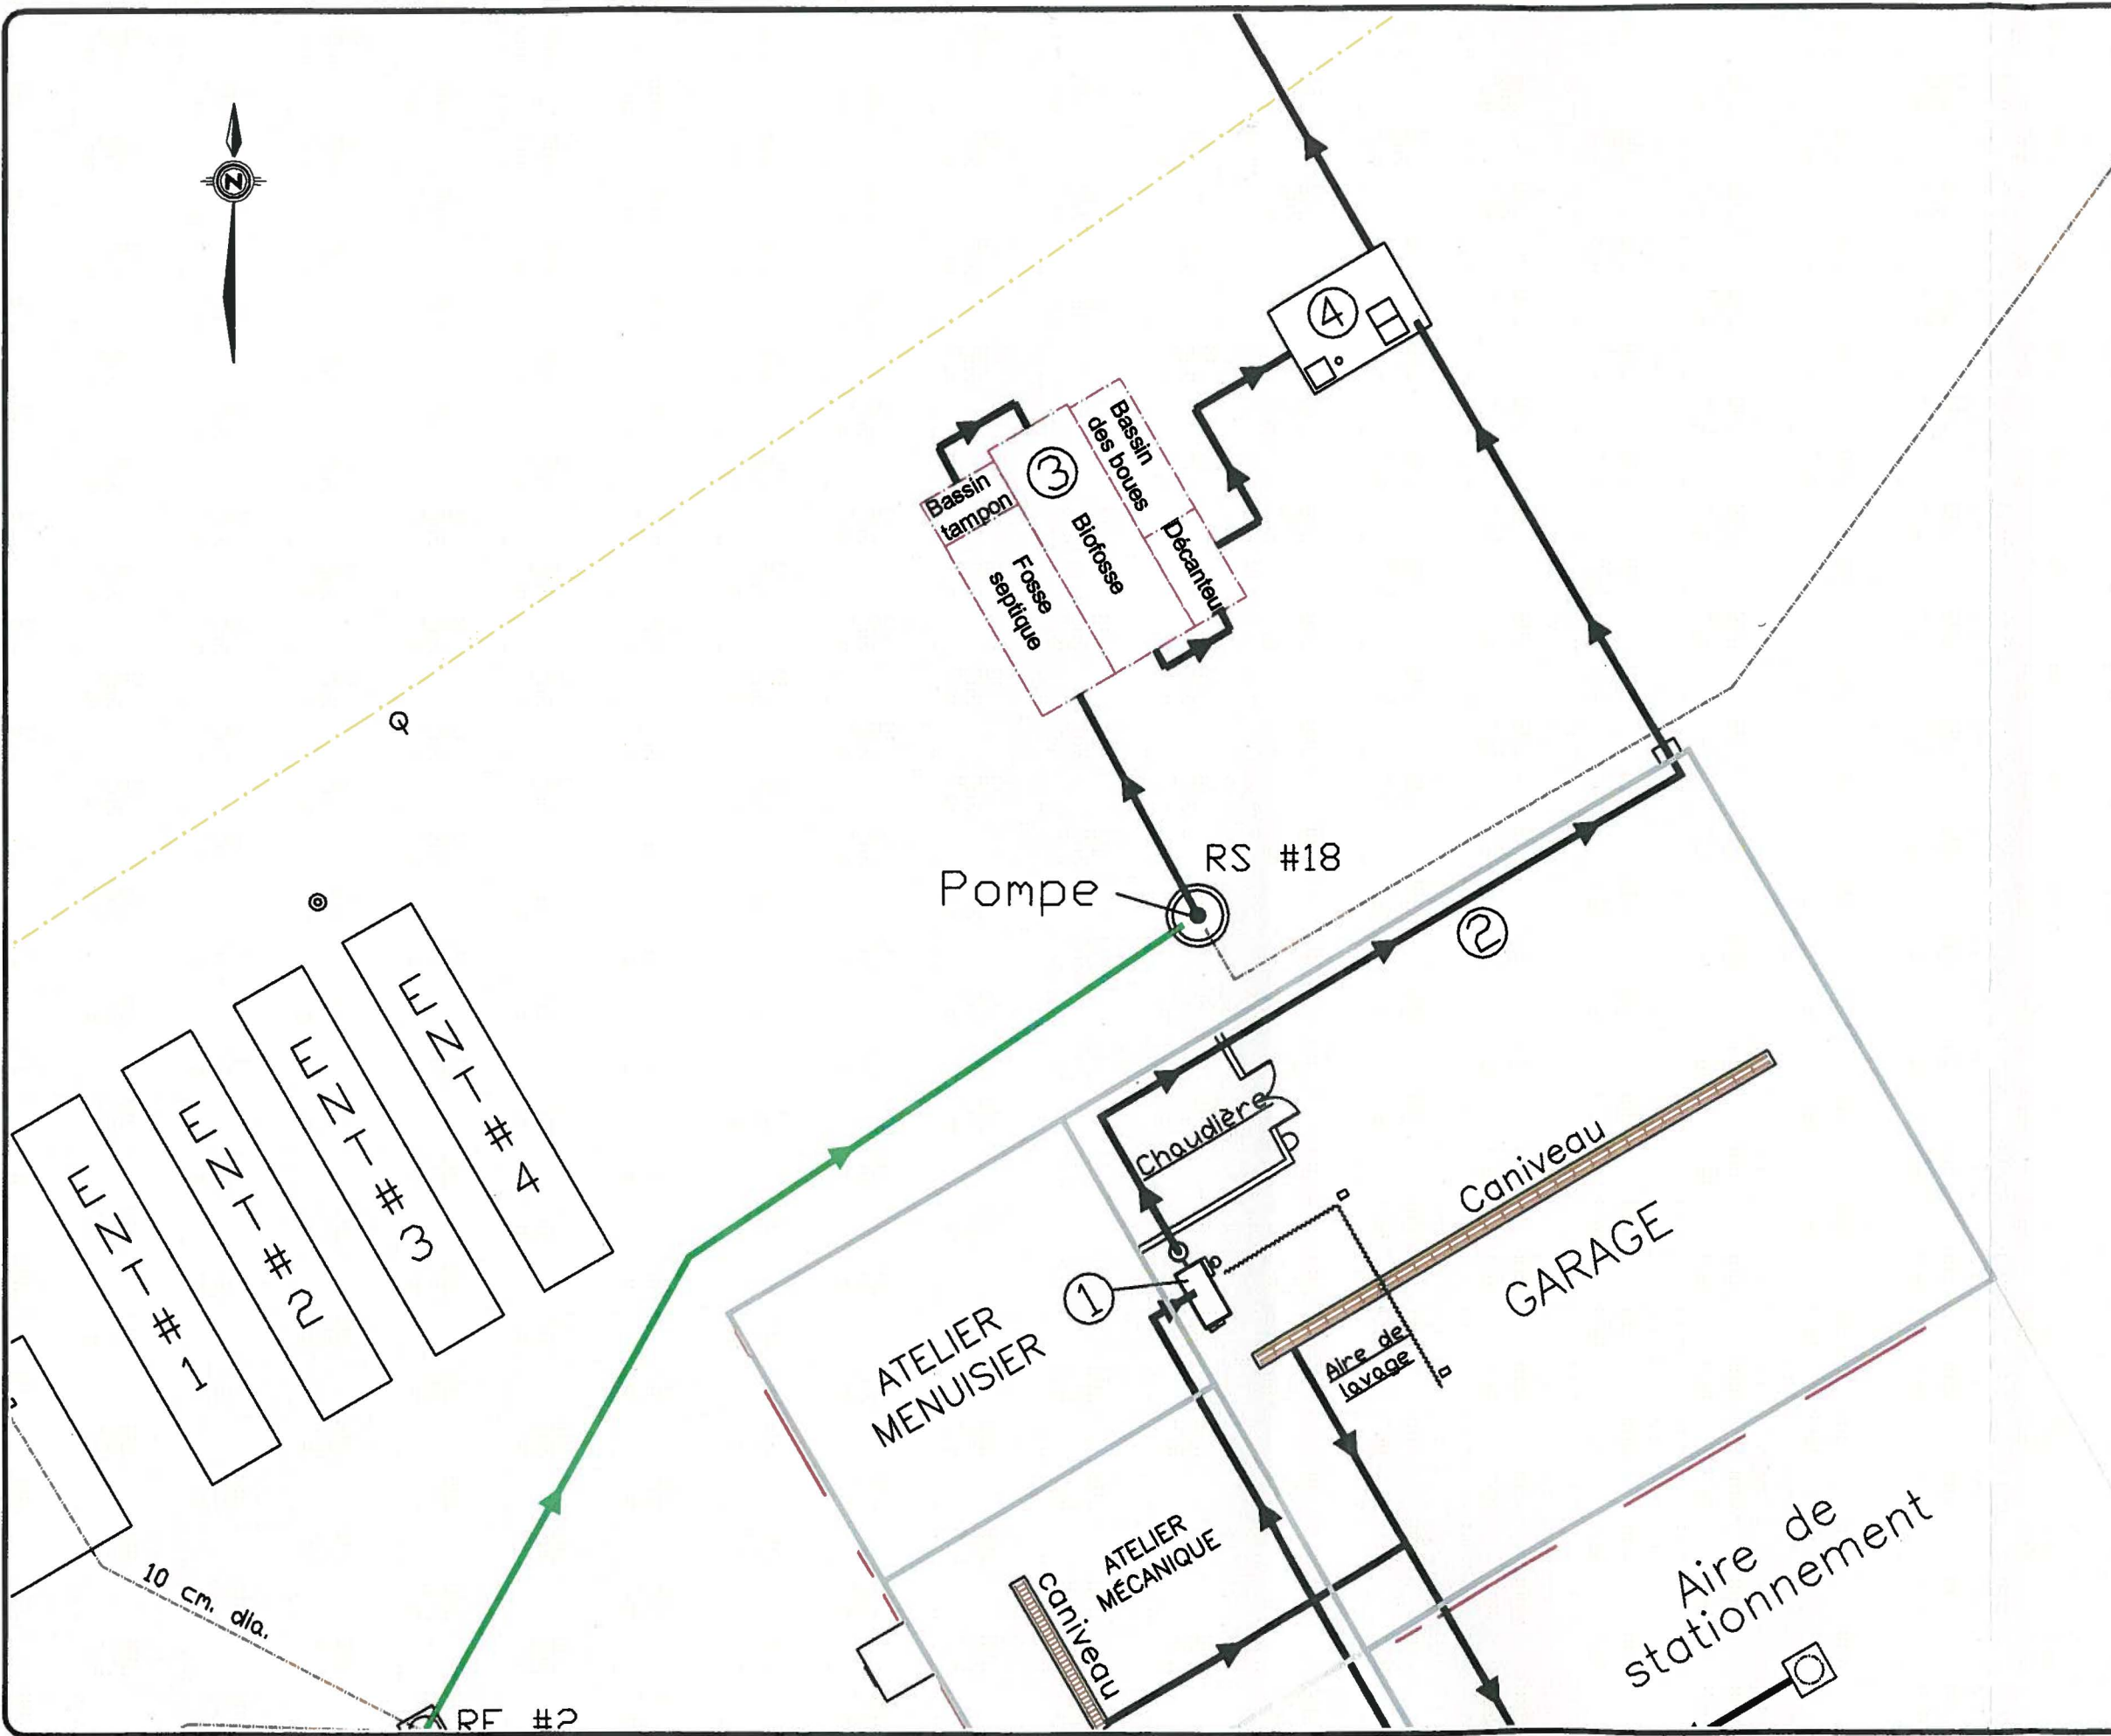 N
4
Bassin
des boues
3
Bassin
tampon
Biofosse
Décanteur
Fosse
septique
RS #18
Pompe
2
ENT#4
ENT#3
ENT#2
ENT#1
Chaudière
Caniveau
GARAGE
1
ATELIER
MENUISIER
Aire de
lavage
ATELIER
MÉCANIQUE
caniveau
Aire de
stationnement
10 cm. dia.